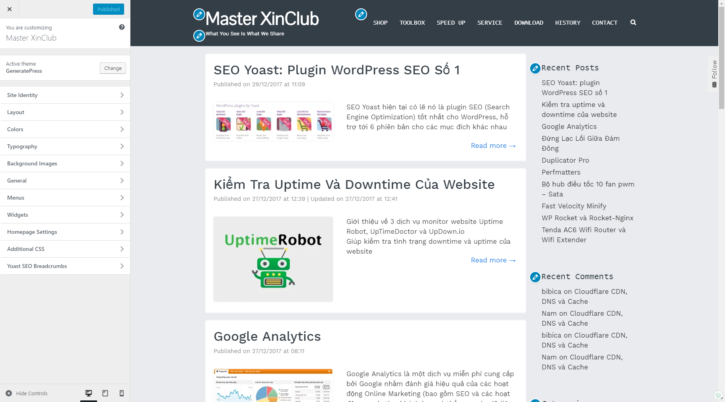 Published
You are customizing
Master XinClub
Active theme
GeneratePress
Change
Site Identity
Layout
Colors
Typography
Background Images
General
Menus
Widgets
Homepage Settings
Additional CSS
Yoast SEO Breadcrumbs
Hide Controls
Master XinClub
What You See Is What We Share
SHOP TOOLBOX SPEED UP SERVICE DOWNLOAD HISTORY CONTACT
SEO Yoast: Plugin WordPress SEO Số 1
Published on 29/12/2017 at 11:09
WordPress plugins by Yoast
SEO Yoast hiện tại có lẽ nó là plugin SEO (Search
Engine Optimization) tốt nhất cho WordPress, hỗ
trợ tới 6 phiên bản cho các mục đích khác nhau
Read more →
Kiểm Tra Uptime Và Downtime Của Website
Published on 27/12/2017 at 12:39 | Updated on 27/12/2017 at 12:41
UptimeRobot
Giới thiệu về 3 dịch vụ monitor website Uptime
Robot, UpTimeDoctor và UpDown.io
Giúp kiểm tra tình trạng downtime và uptime của
website
Read more →
Google Analytics
Published on 27/12/2017 at 08:11
Google Analytics là một dịch vụ miễn phí cung cấp
bởi Google nhằm đánh giá hiệu quả của các hoạt
động Online Marketing (bao gồm SEO và các hoạt
Recent Posts
SEO Yoast: plugin
WordPress SEO số 1
Kiểm tra uptime và
downtime của website
Google Analytics
Đừng Lạc Lối Giữa Đám
Đông
Duplicator Pro
Perfmatters
Bộ hub điều tốc 10 fan pwm
– Sata
Fast Velocity Minify
WP Rocket và Rocket-Nginx
Tenda AC6 Wifi Router và
Wifi Extender
Recent Comments
bibica on Cloudflare CDN,
DNS và Cache
Nam on Cloudflare CDN,
DNS và Cache
bibica on Cloudflare CDN,
DNS và Cache
Nam on Cloudflare CDN,
DNS và Cache
Follow